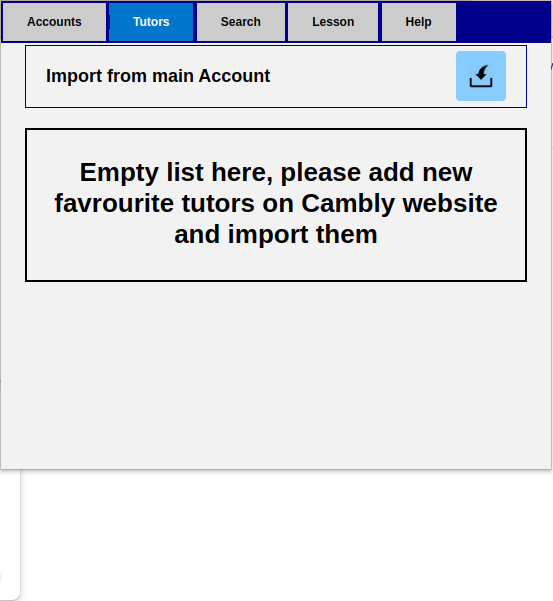 Accounts Tutors Search Lesson Help
Import from main Account
Empty list here, please add new
favrourite tutors on Cambly website
and import them